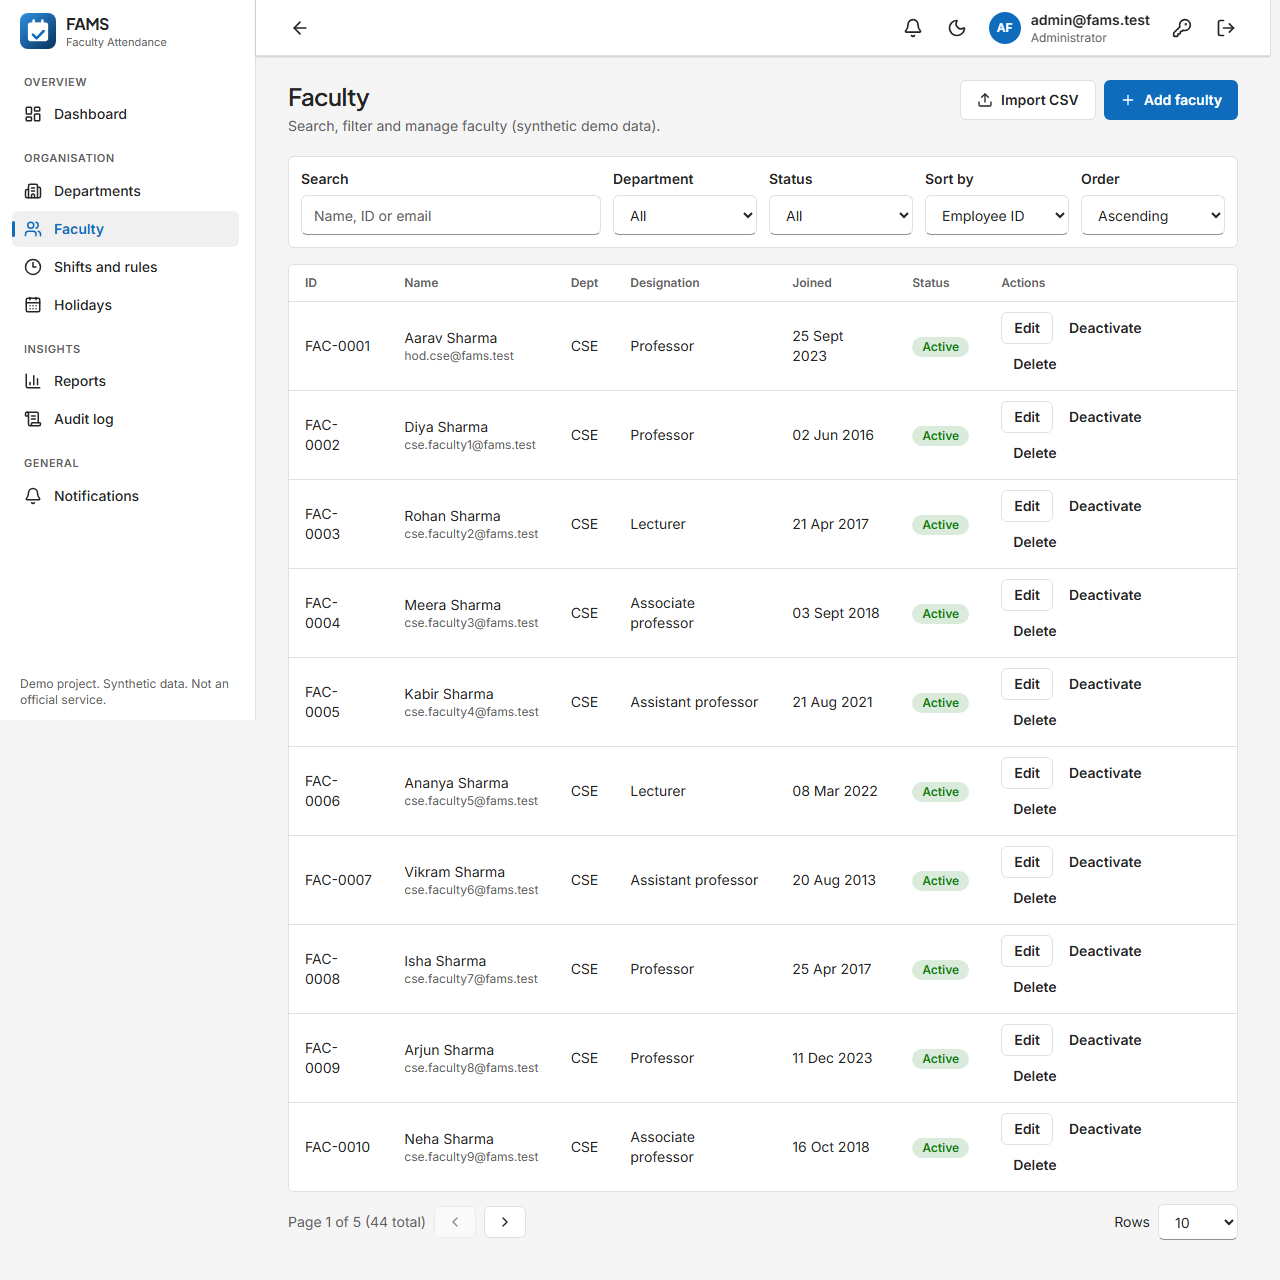 FAMS
Faculty Attendance
OVERVIEW
Dashboard
ORGANISATION
Departments
Faculty
Shifts and rules
Holidays
INSIGHTS
Reports
Audit log
GENERAL
Notifications
Demo project. Synthetic data. Not an
official service.
AF
admin@fams.test
Administrator
Faculty
Search, filter and manage faculty (synthetic demo data).
Import CSV
Add faculty
Search Department Status Sort by Order
Name, ID or email All All Employee ID Ascending
ID Name Dept Designation Joined Status Actions
FAC-0001 Aarav Sharma hod.cse@fams.test CSE Professor 25 Sept 2023 Active Edit Deactivate Delete
FAC-0002 Diya Sharma cse.faculty1@fams.test CSE Professor 02 Jun 2016 Active Edit Deactivate Delete
FAC-0003 Rohan Sharma cse.faculty2@fams.test CSE Lecturer 21 Apr 2017 Active Edit Deactivate Delete
FAC-0004 Meera Sharma cse.faculty3@fams.test CSE Associate professor 03 Sept 2018 Active Edit Deactivate Delete
FAC-0005 Kabir Sharma cse.faculty4@fams.test CSE Assistant professor 21 Aug 2021 Active Edit Deactivate Delete
FAC-0006 Ananya Sharma cse.faculty5@fams.test CSE Lecturer 08 Mar 2022 Active Edit Deactivate Delete
FAC-0007 Vikram Sharma cse.faculty6@fams.test CSE Assistant professor 20 Aug 2013 Active Edit Deactivate Delete
FAC-0008 Isha Sharma cse.faculty7@fams.test CSE Professor 25 Apr 2017 Active Edit Deactivate Delete
FAC-0009 Arjun Sharma cse.faculty8@fams.test CSE Professor 11 Dec 2023 Active Edit Deactivate Delete
FAC-0010 Neha Sharma cse.faculty9@fams.test CSE Associate professor 16 Oct 2018 Active Edit Deactivate Delete
Page 1 of 5 (44 total)
Rows 10